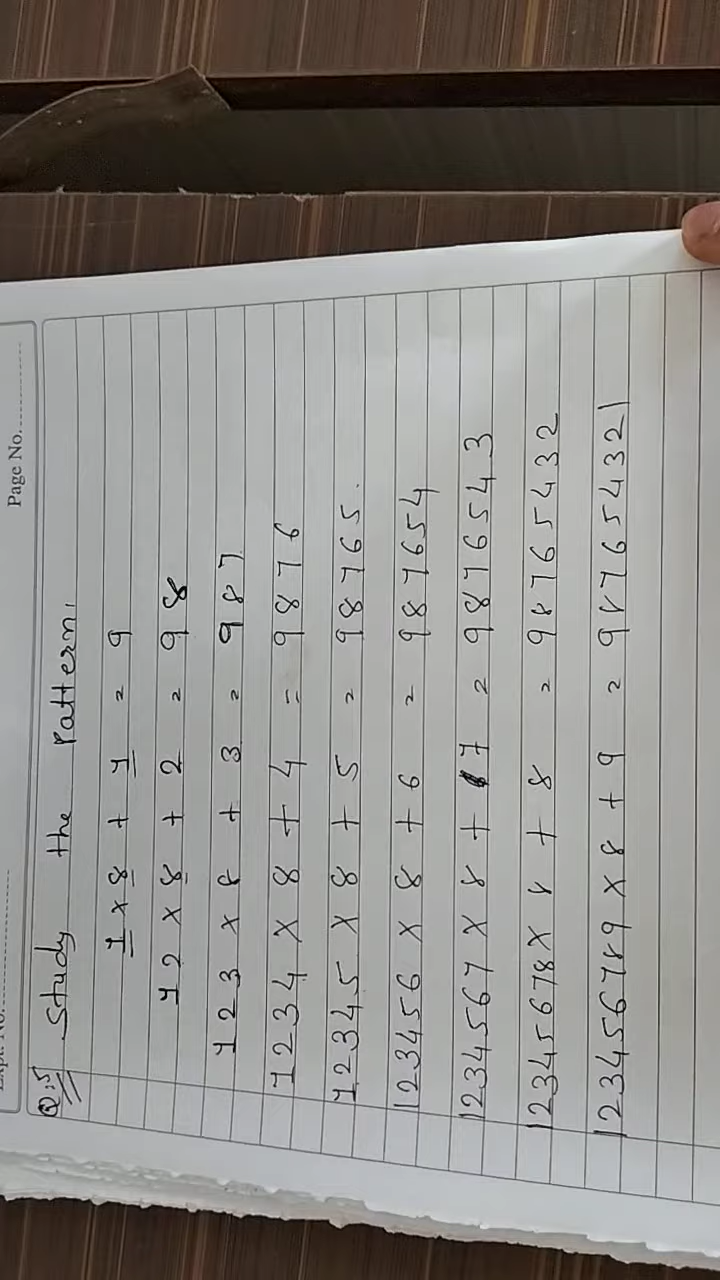 Page No.
Q:5 Study the Pattern.
1 × 8 + 1 = 9
12 × 8 + 2 = 98
123 × 8 + 3 = 987
1234 × 8 + 4 = 9876
12345 × 8 + 5 = 98765.
123456 × 8 + 6 = 987654
1234567 × 8 + 7 = 9876543
12345678 × 8 + 8 = 98765432
123456789 × 8 + 9 = 987654321